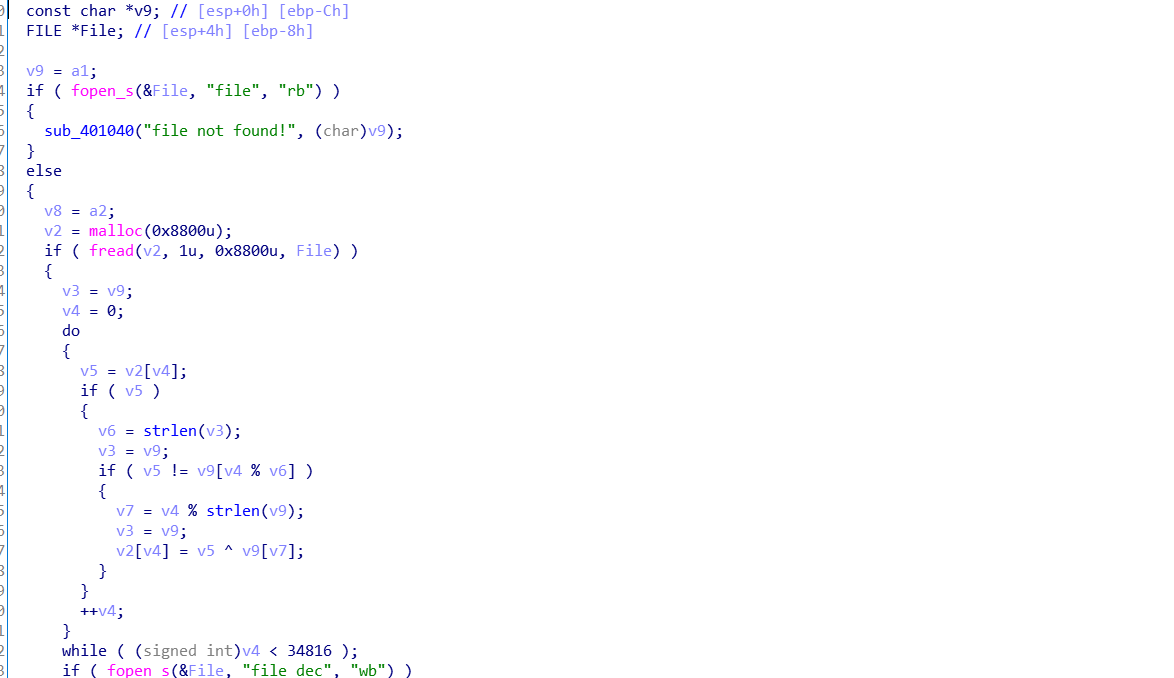 const char *v9; // [esp+0h] [ebp-Ch]
FILE *File; // [esp+4h] [ebp-8h]
v9 = a1;
if ( fopen_s(&File, "file", "rb") )
{
sub_401040("file not found!", (char)v9);
}
else
{
v8 = a2;
v2 = malloc(0x8800u);
if ( fread(v2, 1u, 0x8800u, File) )
{
v3 = v9;
v4 = 0;
do
{
v5 = v2[v4];
if ( v5 )
{
v6 = strlen(v3);
v3 = v9;
if ( v5 != v9[v4 % v6] )
{
v7 = v4 % strlen(v9);
v3 = v9;
v2[v4] = v5 ^ v9[v7];
}
}
++v4;
}
while ( (signed int)v4 < 34816 );
if ( fopen_s(&File, "file_dec", "wb") )